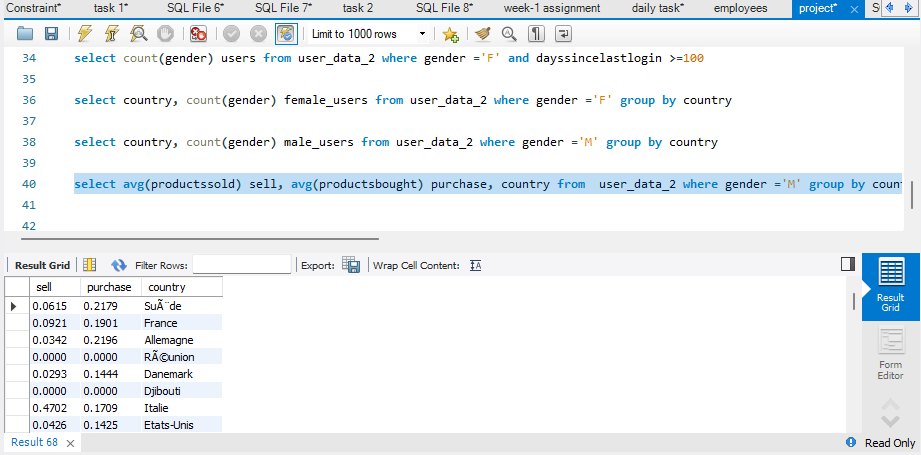 Constraint* task 1* SQL File 6* SQL File 7* task 2 SQL File 8* week-1 assignment daily task* employees project* S
Limit to 1000 rows
34 select count(gender) users from user_data_2 where gender ='F' and dayssincelastlogin >=100
35
36 select country, count(gender) female_users from user_data_2 where gender ='F' group by country
37
38 select country, count(gender) male_users from user_data_2 where gender ='M' group by country
39
40 select avg(productssold) sell, avg(productsbought) purchase, country from  user_data_2 where gender ='M' group by coun
41
42
Result Grid Filter Rows: Export: Wrap Cell Content:
sell purchase country
0.0615 0.2179 SuÃ¨de
0.0921 0.1901 France
0.0342 0.2196 Allemagne
0.0000 0.0000 RÃ©union
0.0293 0.1444 Danemark
0.0000 0.0000 Djibouti
0.4702 0.1709 Italie
0.0426 0.1425 Etats-Unis
Result
Grid
Form
Editor
Result 68 Read Only